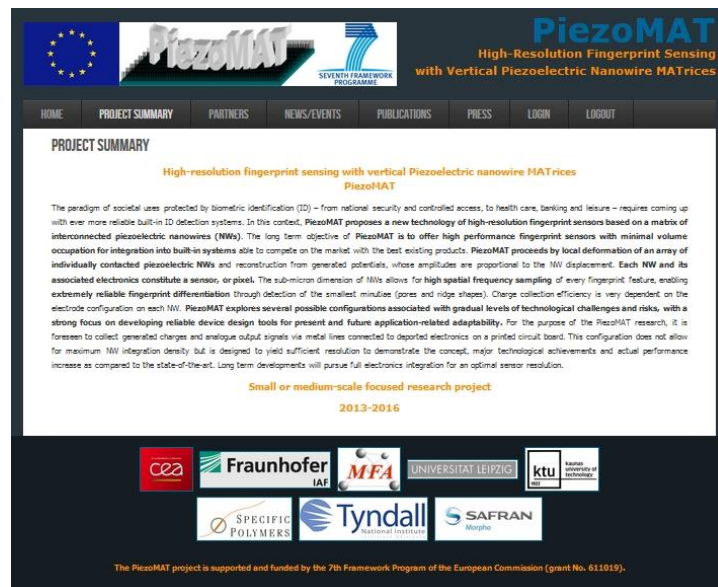 PiezoMAT
PiezoMAT
High-Resolution Fingerprint Sensing
with Vertical Piezoelectric Nanowire MATrices
SEVENTH FRAMEWORK
PROGRAMME
HOME PROJECT SUMMARY PARTNERS NEWS/EVENTS PUBLICATIONS PRESS LOGIN LOGOUT
PROJECT SUMMARY
High-resolution fingerprint sensing with vertical Piezoelectric nanowire MATrices
PiezoMAT
The paradigm of societal uses protected by biometric identification (ID) – from national security and controlled access, to health care, banking and leisure – requires coming up
with ever more reliable built-in ID detection systems. In this context, PiezoMAT proposes a new technology of high-resolution fingerprint sensors based on a matrix of
interconnected piezoelectric nanowires (NWs). The long term objective of PiezoMAT is to offer high performance fingerprint sensors with minimal volume
occupation for integration into built-in systems able to compete on the market with the best existing products. PiezoMAT proceeds by local deformation of an array of
individually contacted piezoelectric NWs and reconstruction from generated potentials, whose amplitudes are proportional to the NW displacement. Each NW and its
associated electronics constitute a sensor, or pixel. The sub-micron dimension of NWs allows for high spatial frequency sampling of every fingerprint feature, enabling
extremely reliable fingerprint differentiation through detection of the smallest minutiae (pores and ridge shapes). Charge collection efficiency is very dependent on the
electrode configuration on each NW. PiezoMAT explores several possible configurations associated with gradual levels of technological challenges and risks, with a
strong focus on developing reliable device design tools for present and future application-related adaptability. For the purpose of the PiezoMAT research, it is
foreseen to collect generated charges and analogue output signals via metal lines connected to deported electronics on a printed circuit board. This configuration does not allow
for maximum NW integration density but is designed to yield sufficient resolution to demonstrate the concept, major technological achievements and actual performance
increase as compared to the state-of-the-art. Long term developments will pursue full electronics integration for an optimal sensor resolution.
Small or medium-scale focused research project
2013-2016
cea
Fraunhofer
IAF
MFA
UNIVERSITÄT LEIPZIG
ktu
1922
kaunas
university of
technology
SPECIFIC
POLYMERS
Tyndall
National Institute
SAFRAN
Morpho
The PiezoMAT project is supported and funded by the 7th Framework Program of the European Commission (grant No. 611019).